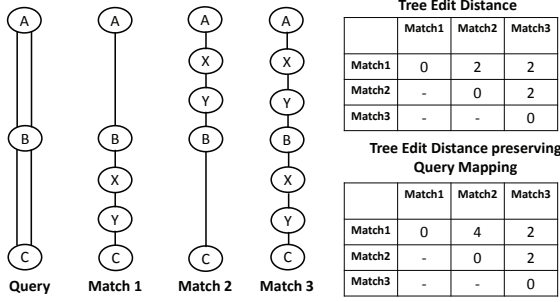 A
B
C
Query
A
B
X
Y
C
Match 1
A
X
Y
B
C
Match 2
A
X
Y
B
X
Y
C
Match 3
Tree Edit Distance
Match1 Match2 Match3
Match1 0 2 2
Match2 - 0 2
Match3 - - 0
Tree Edit Distance preserving
Query Mapping
Match1 Match2 Match3
Match1 0 4 2
Match2 - 0 2
Match3 - - 0